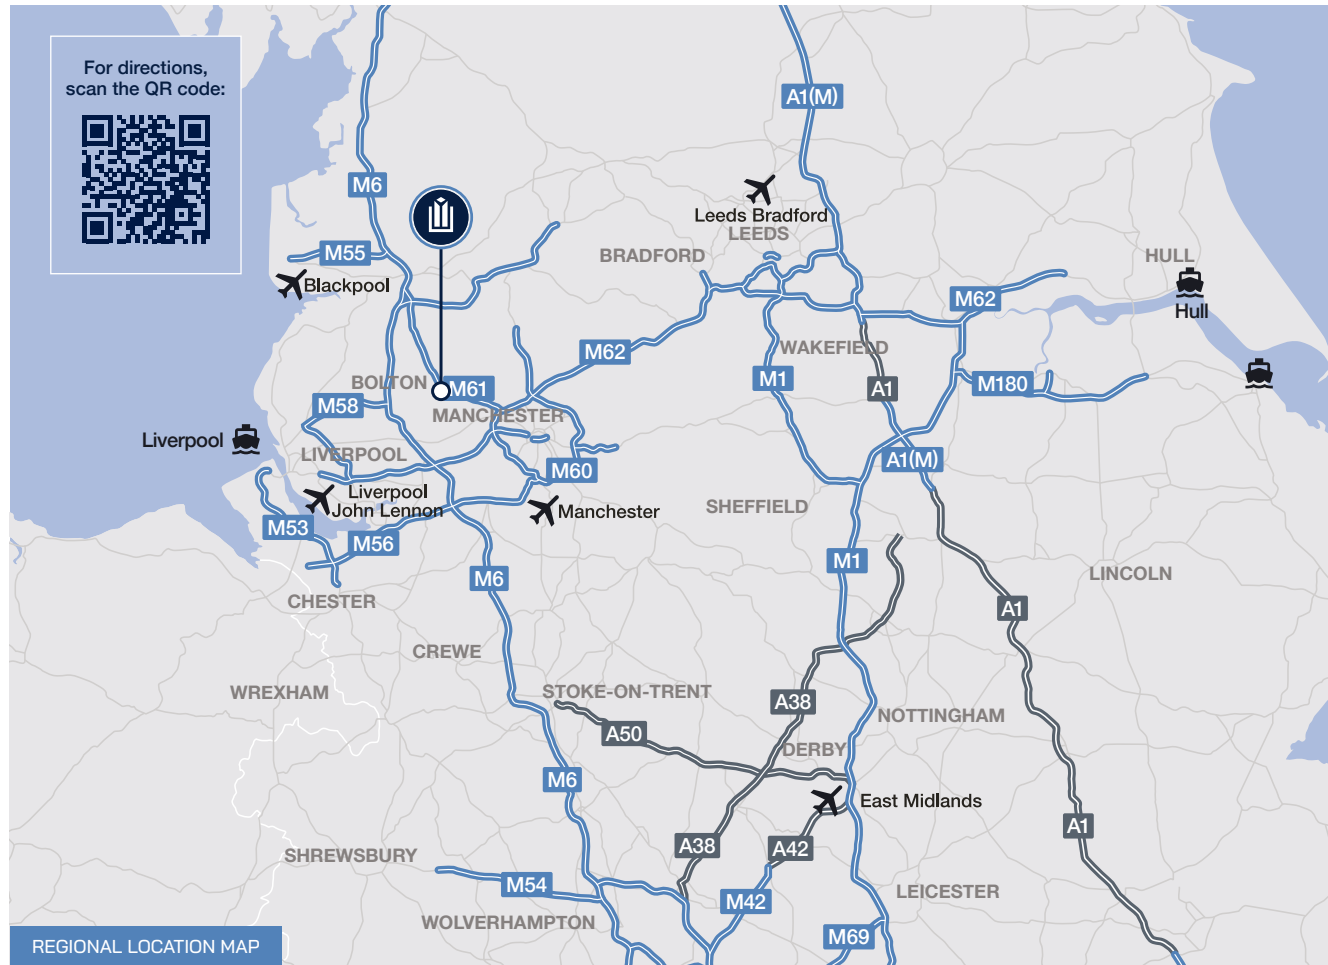 For directions,
scan the QR code:
A1(M)
M6
Leeds Bradford
LEEDS
M55
BRADFORD
HULL
Blackpool
M62
Hull
M62
WAKEFIELD
BOLTON
M61
M1
A1
M180
M58
MANCHESTER
Liverpool
LIVERPOOL
A1(M)
M60
Liverpool
John Lennon
Manchester
SHEFFIELD
M53
M56
M1
M6
LINCOLN
CHESTER
A1
CREWE
WREXHAM
STOKE-ON-TRENT
A38
NOTTINGHAM
A50
DERBY
M6
East Midlands
A1
A38
A42
SHREWSBURY
M54
LEICESTER
M42
WOLVERHAMPTON
M69
REGIONAL LOCATION MAP